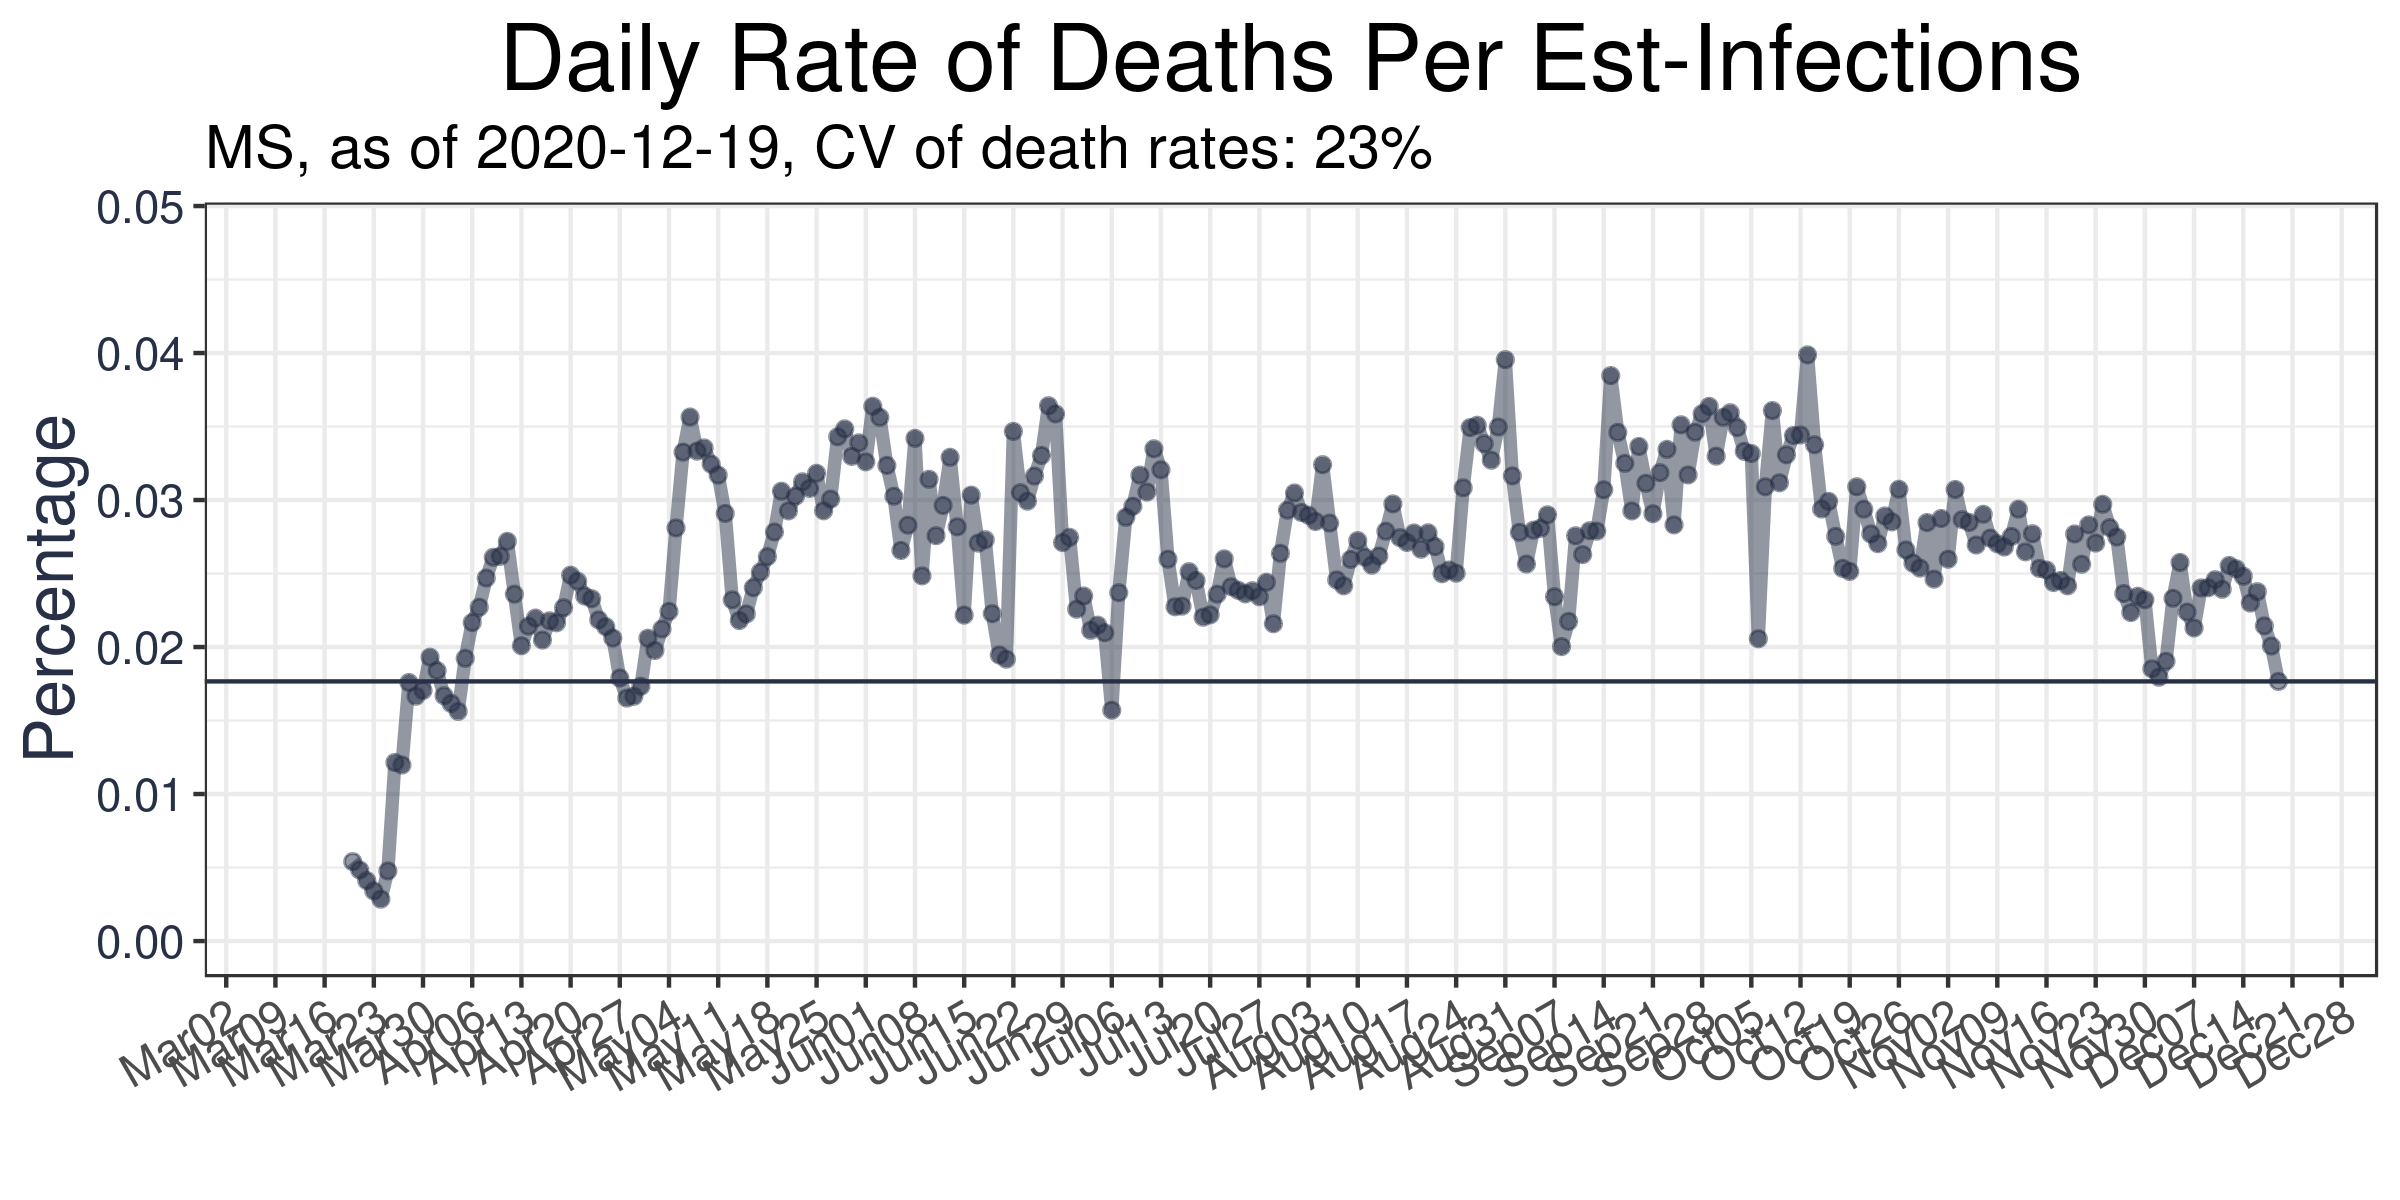 Daily Rate of Deaths Per Est-Infections
MS, as of 2020-12-19, CV of death rates: 23%
Percentage
0.05
0.04
0.03
0.02
0.01
0.00
Mar02
Mar09
Mar16
Mar23
Mar30
Apr06
Apr13
Apr20
Apr27
May04
May11
May18
May25
Jun01
Jun08
Jun15
Jun22
Jun29
Jul06
Jul13
Jul20
Jul27
Aug03
Aug10
Aug17
Aug24
Aug31
Sep07
Sep14
Sep21
Sep28
Oct05
Oct12
Oct19
Oct26
Nov02
Nov09
Nov16
Nov23
Nov30
Dec07
Dec14
Dec21
Dec28